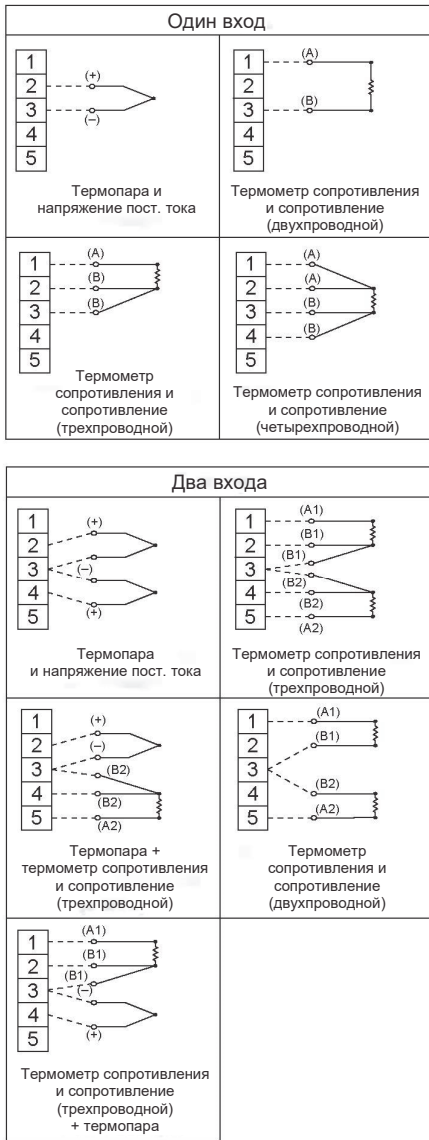 Один вход
1
2
3
4
5
(+)
(–)
Термопара и
напряжение пост. тока
1
2
3
4
5
(A)
(B)
Термометр сопротивления
и сопротивление
(двухпроводной)
1
2
3
4
5
(A)
(B)
(B)
Термометр
сопротивления и
сопротивление
(трехпроводной)
1
2
3
4
5
(A)
(A)
(B)
(B)
Термометр сопротивления
и сопротивление
(четырехпроводной)
Два входа
1
2
3
4
5
(+)
(–)
(+)
Термопара
и напряжение пост. тока
1
2
3
4
5
(A1)
(B1)
(B1)
(B2)
(B2)
(A2)
Термометр сопротивления
и сопротивление
(трехпроводной)
1
2
3
4
5
(+)
(–)
(B2)
(B2)
(A2)
Термопара +
термометр сопротивления
и сопротивление
(трехпроводной)
1
2
3
4
5
(A1)
(B1)
(B2)
(A2)
Термометр
сопротивления и
сопротивление
(двухпроводной)
1
2
3
4
5
(A1)
(B1)
(B1)
(–)
(+)
Термометр сопротивления
и сопротивление
(трехпроводной)
+ термопара